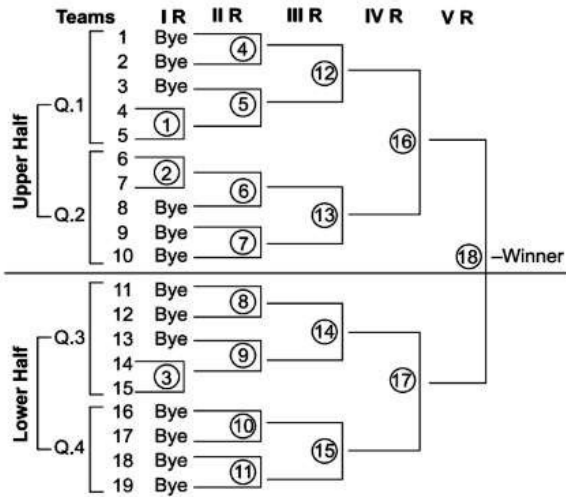 Teams I R II R III R IV R V R
1 Bye
④
2 Bye
⑫
3 Bye
⑤
Q.1
4
①
5
⑯
Upper Half
6
②
7
⑥
8 Bye
Q.2
⑬
9 Bye
⑦
10 Bye
⑱ –Winner
11 Bye
⑧
12 Bye
⑭
13 Bye
Q.3
⑨
14
③
15
⑰
Lower Half
16 Bye
⑩
17 Bye
Q.4
⑮
18 Bye
⑪
19 Bye